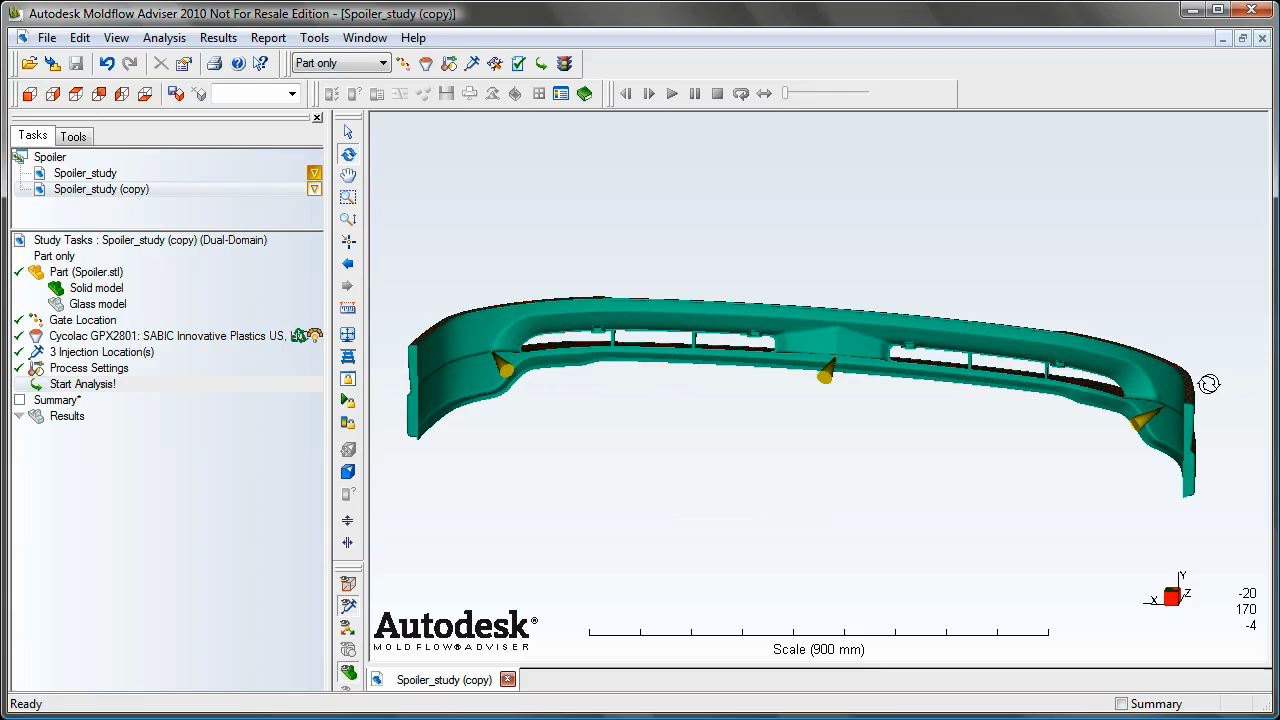 Autodesk Moldflow Adviser 2010 Not For Resale Edition - [Spoiler_study (copy)]
File Edit View Analysis Results Report Tools Window Help
Part only
Tasks Tools
Spoiler
Spoiler_study
Spoiler_study (copy)
Study Tasks : Spoiler_study (copy) (Dual-Domain)
Part only
Part (Spoiler.stl)
Solid model
Glass model
Gate Location
Cycolac GPX2801: SABIC Innovative Plastics US,
3 Injection Location(s)
Process Settings
Start Analysis!
Summary*
Results
Y
X Z
-20
170
-4
Autodesk®
MOLDFLOW® ADVISER
Scale (900 mm)
Spoiler_study (copy)
Ready
Summary